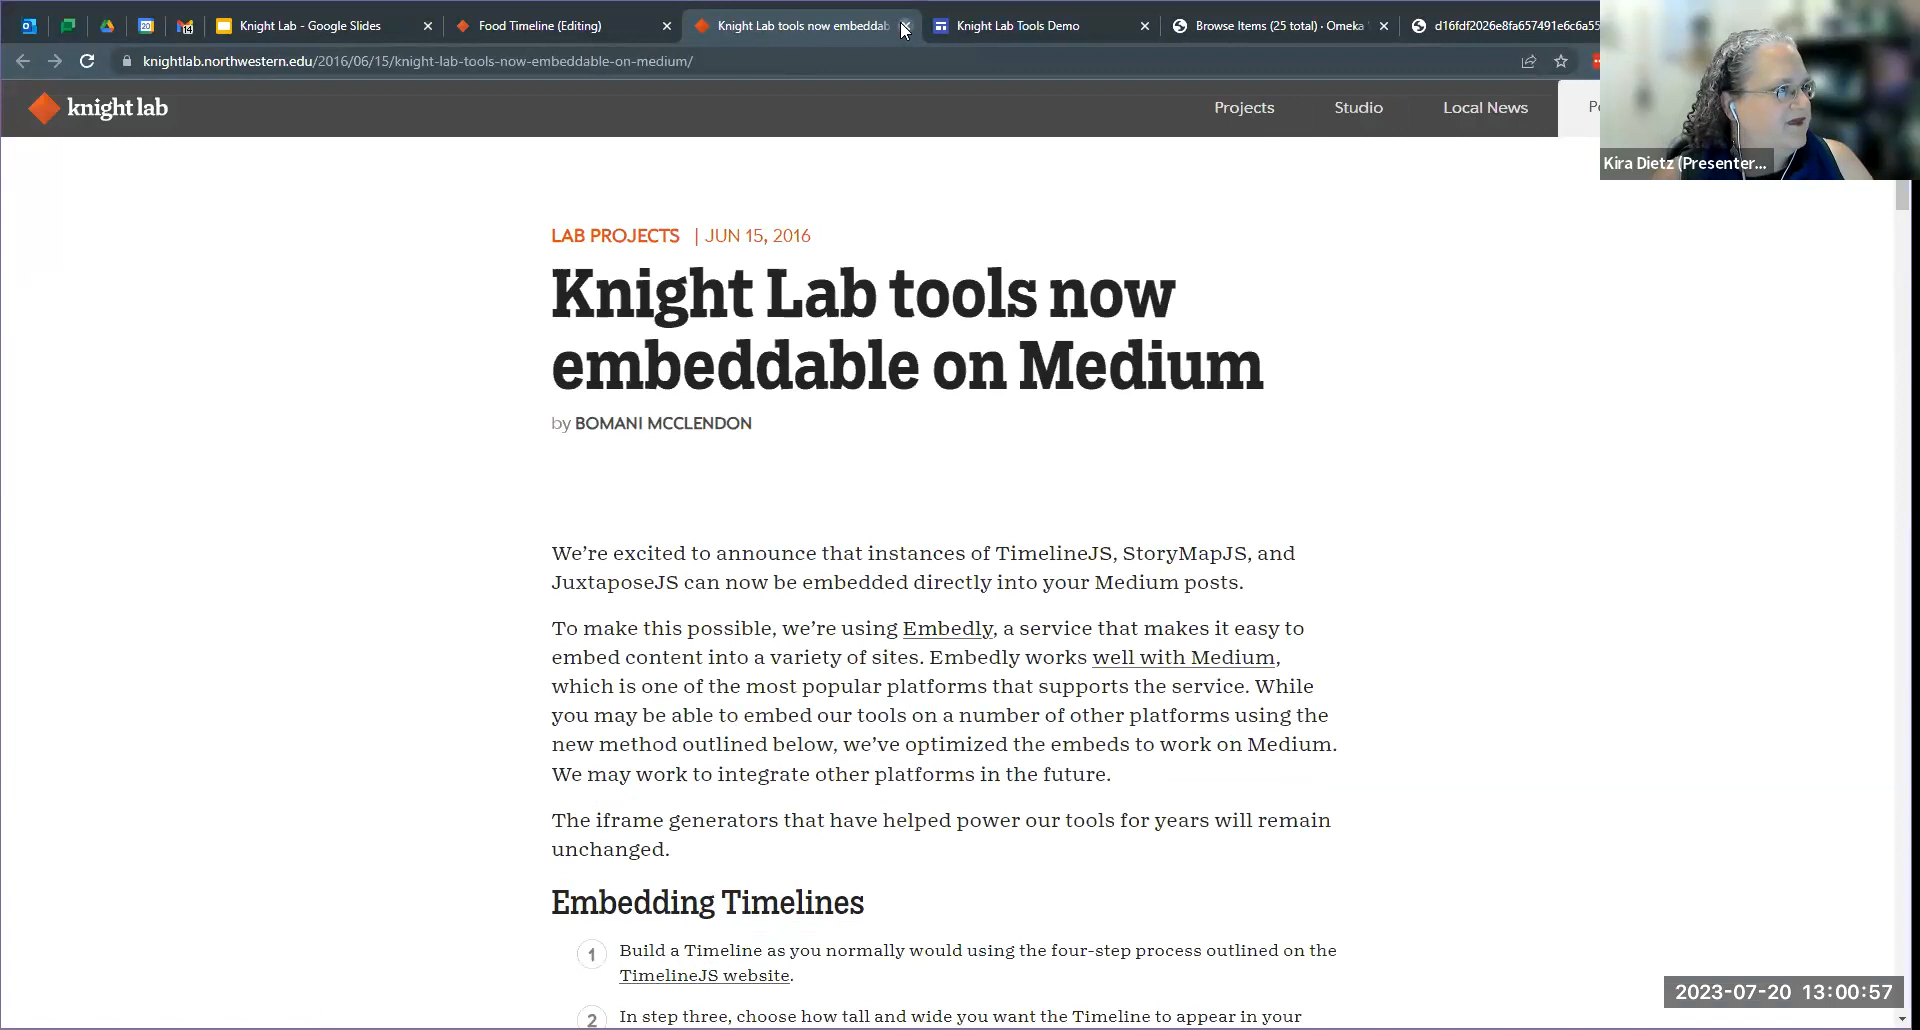 Knight Lab - Google Slides
Food Timeline (Editing)
Knight Lab tools now embeddab
Knight Lab Tools Demo
Browse Items (25 total) · Omeka
d16fdf2026e8fa657491e6c6a55
knightlab.northwestern.edu/2016/06/15/knight-lab-tools-now-embeddable-on-medium/
knight lab
Projects
Studio
Local News
Kira Dietz (Presenter...
LAB PROJECTS | JUN 15, 2016
Knight Lab tools now
embeddable on Medium
by BOMANI MCCLENDON
We’re excited to announce that instances of TimelineJS, StoryMapJS, and
JuxtaposeJS can now be embedded directly into your Medium posts.
To make this possible, we’re using Embedly, a service that makes it easy to
embed content into a variety of sites. Embedly works well with Medium,
which is one of the most popular platforms that supports the service. While
you may be able to embed our tools on a number of other platforms using the
new method outlined below, we’ve optimized the embeds to work on Medium.
We may work to integrate other platforms in the future.
The iframe generators that have helped power our tools for years will remain
unchanged.
Embedding Timelines
1 Build a Timeline as you normally would using the four-step process outlined on the
TimelineJS website.
2 In step three, choose how tall and wide you want the Timeline to appear in your
2023-07-20 13:00:57